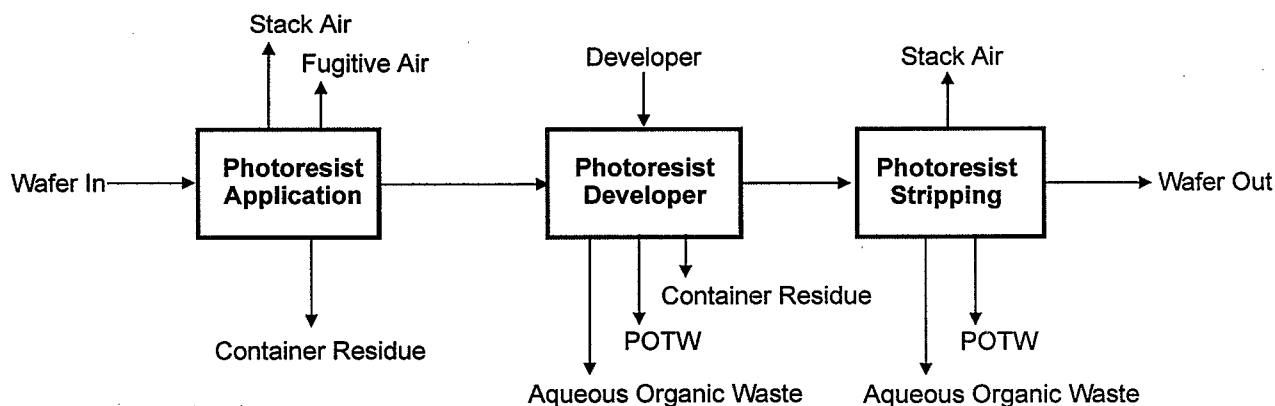 Stack Air
Fugitive Air
Developer
Stack Air
Wafer In
Photoresist
Application
Photoresist
Developer
Photoresist
Stripping
Wafer Out
Container Residue
Container Residue
POTW
POTW
Aqueous Organic Waste
Aqueous Organic Waste